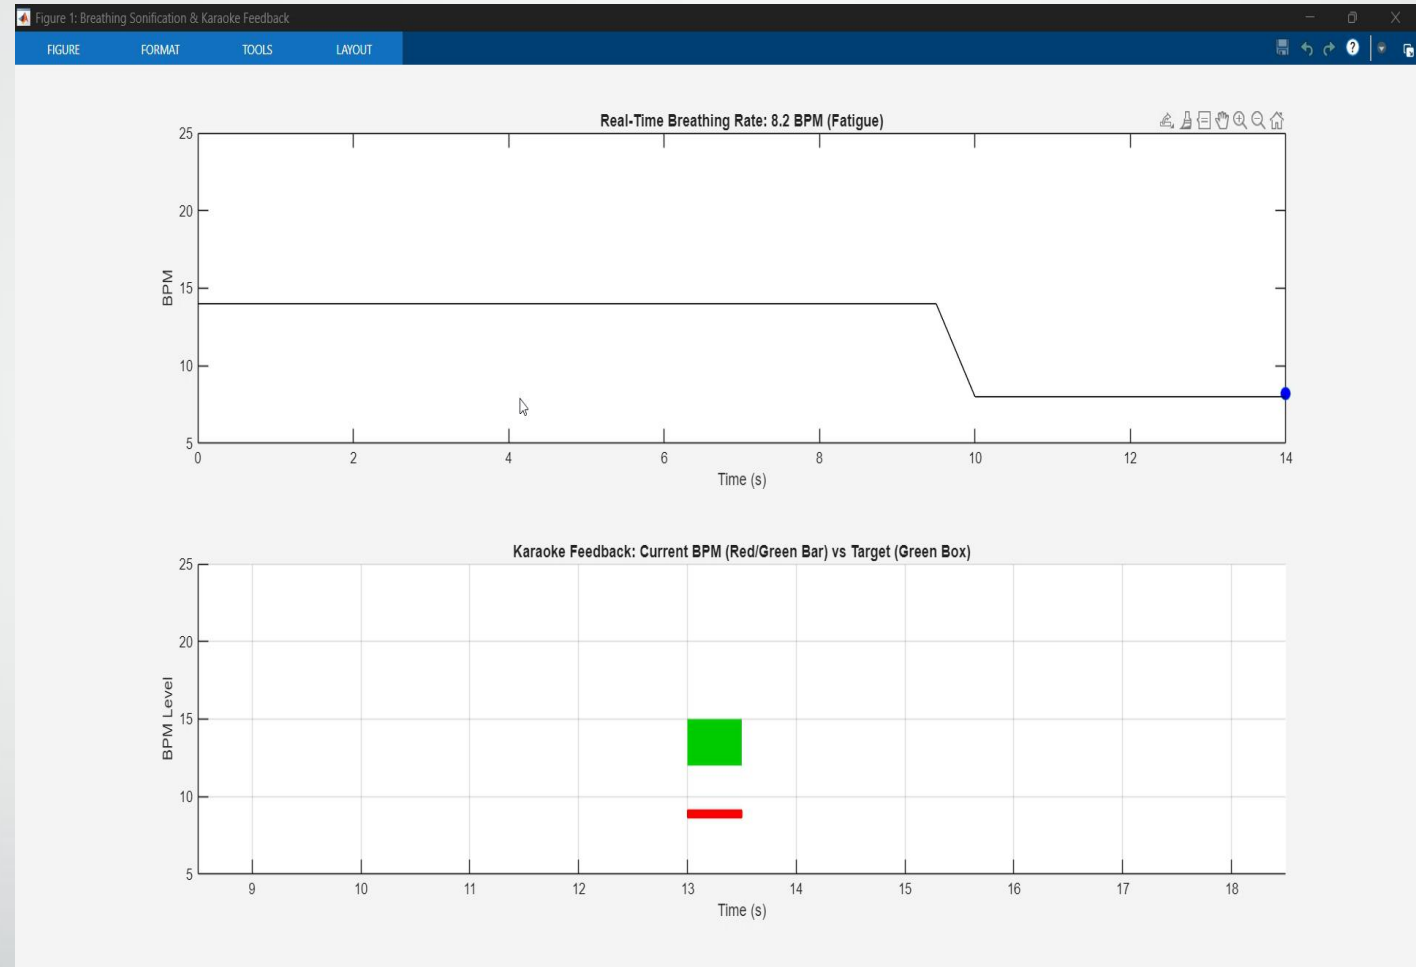 Figure 1: Breathing Sonification & Karaoke Feedback
FIGURE FORMAT TOOLS LAYOUT
?
Real-Time Breathing Rate: 8.2 BPM (Fatigue)
25
20
15
10
5
BPM
0 2 4 6 8 10 12 14
Time (s)
Karaoke Feedback: Current BPM (Red/Green Bar) vs Target (Green Box)
25
20
15
10
5
BPM Level
9 10 11 12 13 14 15 16 17 18
Time (s)